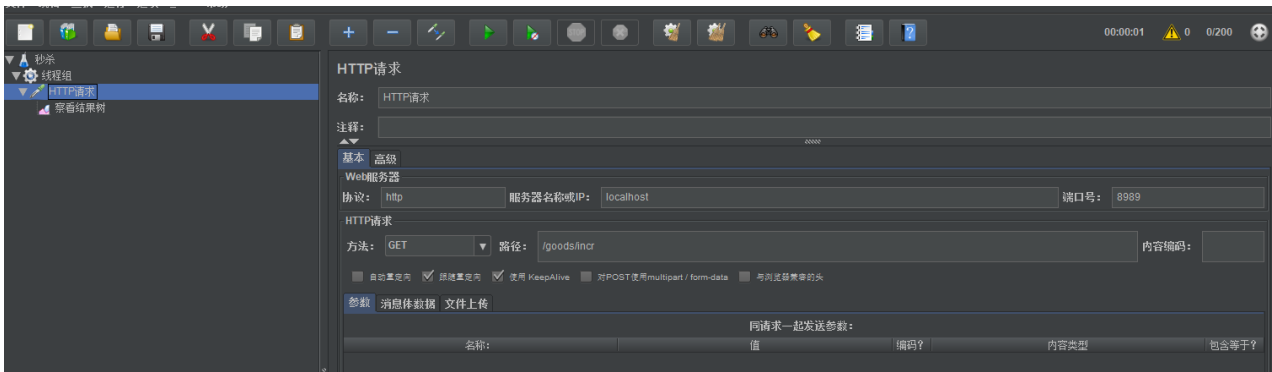 00:00:01 0 0/200
秒杀
线程组
HTTP请求
察看结果树
HTTP请求
名称： HTTP请求
注释：
基本 高级
Web服务器
协议： http 服务器名称或IP： localhost 端口号： 8989
HTTP请求
方法： GET 路径： /goods/incr 内容编码：
自动重定向 跟随重定向 使用 KeepAlive 对POST使用multipart / form-data 与浏览器兼容的头
参数 消息体数据 文件上传
同请求一起发送参数：
名称： 值 编码? 内容类型 包含等于?